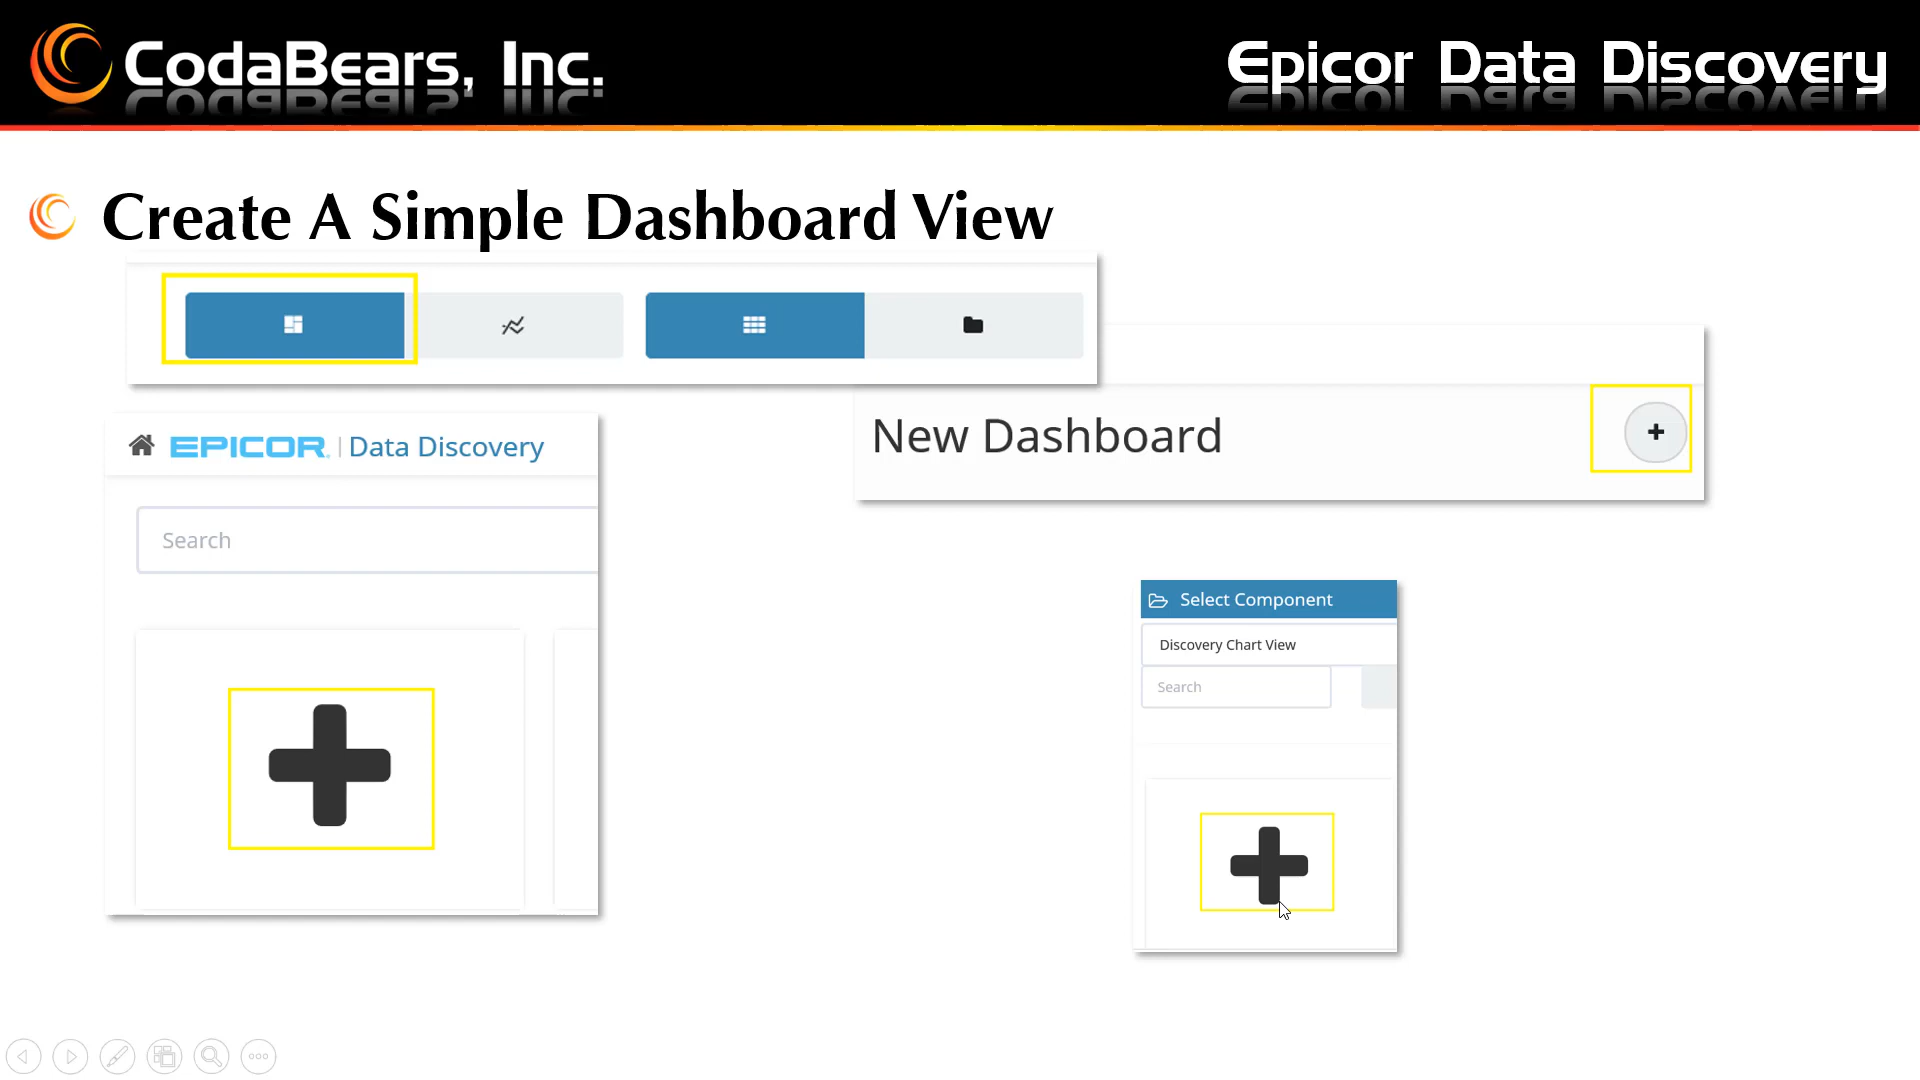 CodaBears, Inc.
Epicor Data Discovery
Create A Simple Dashboard View
EPICOR | Data Discovery
Search
New Dashboard
Select Component
Discovery Chart View
Search